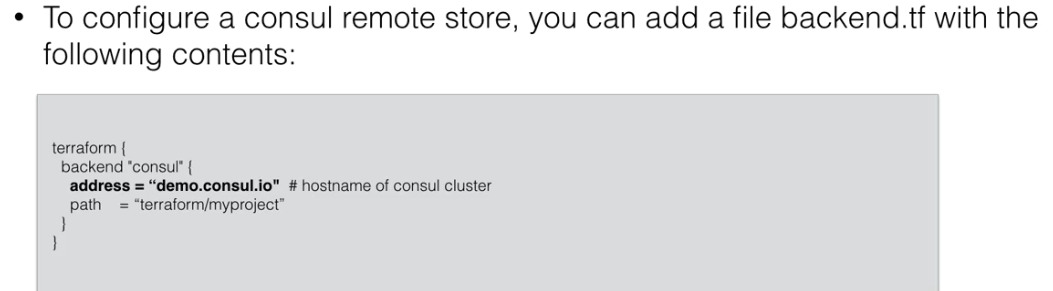 • To configure a consul remote store, you can add a file backend.tf with the
following contents:
terraform {
backend "consul" {
address = “demo.consul.io" # hostname of consul cluster
path = “terraform/myproject”
}
}